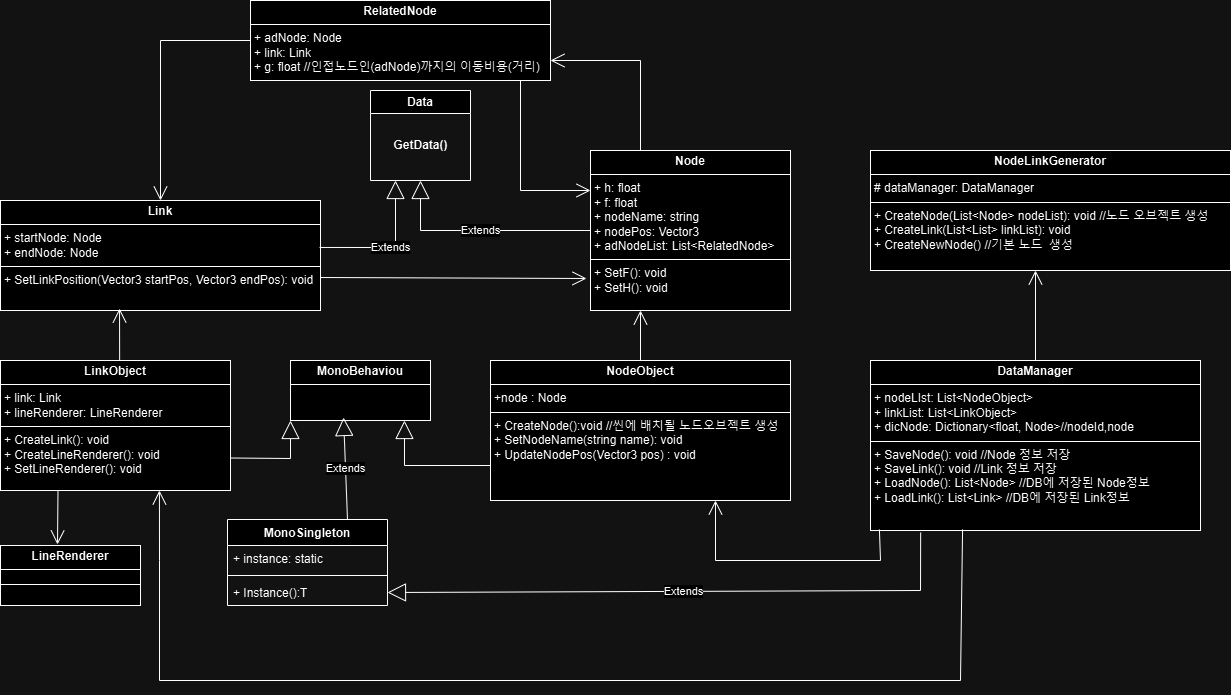 RelatedNode
+ adNode: Node
+ link: Link
+ g: float //인접노드인(adNode)까지의 이동비용(거리)
Data
GetData()
Node
+ h: float
+ f: float
+ nodeName: string
+ nodePos: Vector3
+ adNodeList: List<RelatedNode>
+ SetF(): void
+ SetH(): void
NodeLinkGenerator
# dataManager: DataManager
+ CreateNode(List<Node> nodeList): void //노드 오브젝트 생성
+ CreateLink(List<List> linkList): void
+ CreateNewNode() //기본 노드 생성
Link
+ startNode: Node
+ endNode: Node
+ SetLinkPosition(Vector3 startPos, Vector3 endPos): void
Extends
Extends
LinkObject
+ link: Link
+ lineRenderer: LineRenderer
+ CreateLink(): void
+ CreateLineRenderer(): void
+ SetLineRenderer(): void
MonoBehaviou
NodeObject
+node : Node
+ CreateNode():void //씬에 배치될 노드오브젝트 생성
+ SetNodeName(string name): void
+ UpdateNodePos(Vector3 pos) : void
DataManager
+ nodeLIst: List<NodeObject>
+ linkList: List<LinkObject>
+ dicNode: Dictionary<float, Node>//nodeId,node
+ SaveNode(): void //Node 정보 저장
+ SaveLink(): void //Link 정보 저장
+ LoadNode(): List<Node> //DB에 저장된 Node정보
+ LoadLink(): List<Link> //DB에 저장된 Link정보
Extends
MonoSingleton
+ instance: static
+ Instance():T
LineRenderer
Extends